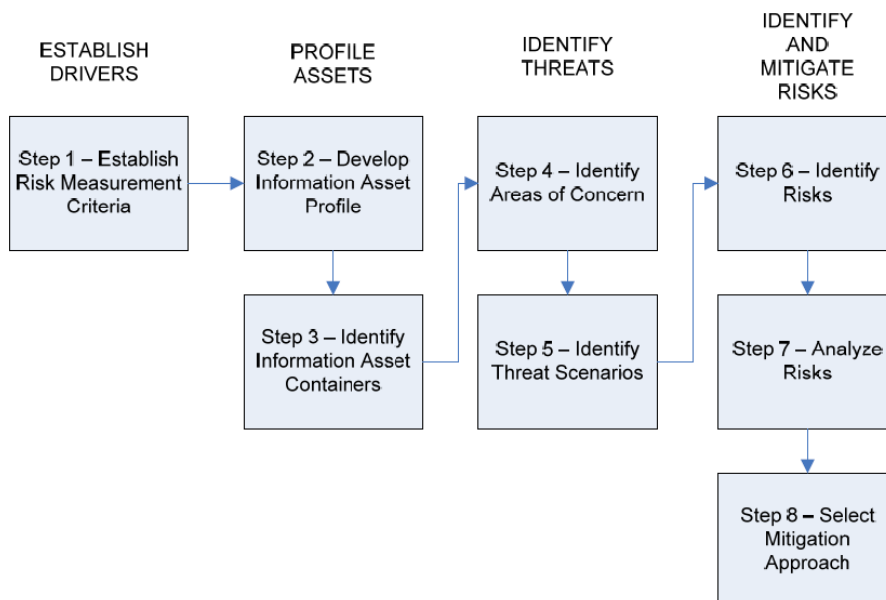 ESTABLISH
DRIVERS
PROFILE
ASSETS
IDENTIFY
THREATS
IDENTIFY
AND
MITIGATE
RISKS
Step 1 – Establish
Risk Measurement
Criteria
Step 2 – Develop
Information Asset
Profile
Step 3 – Identify
Information Asset
Containers
Step 4 – Identify
Areas of Concern
Step 5 – Identify
Threat Scenarios
Step 6 – Identify
Risks
Step 7 – Analyze
Risks
Step 8 – Select
Mitigation
Approach